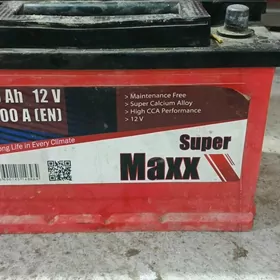 Ah 12 V
00 A (EN)
ong Life in Every Climate
> Maintenance Free
> Super Calcium Alloy
> High CCA Performance
> 12 V
Super
Maxx